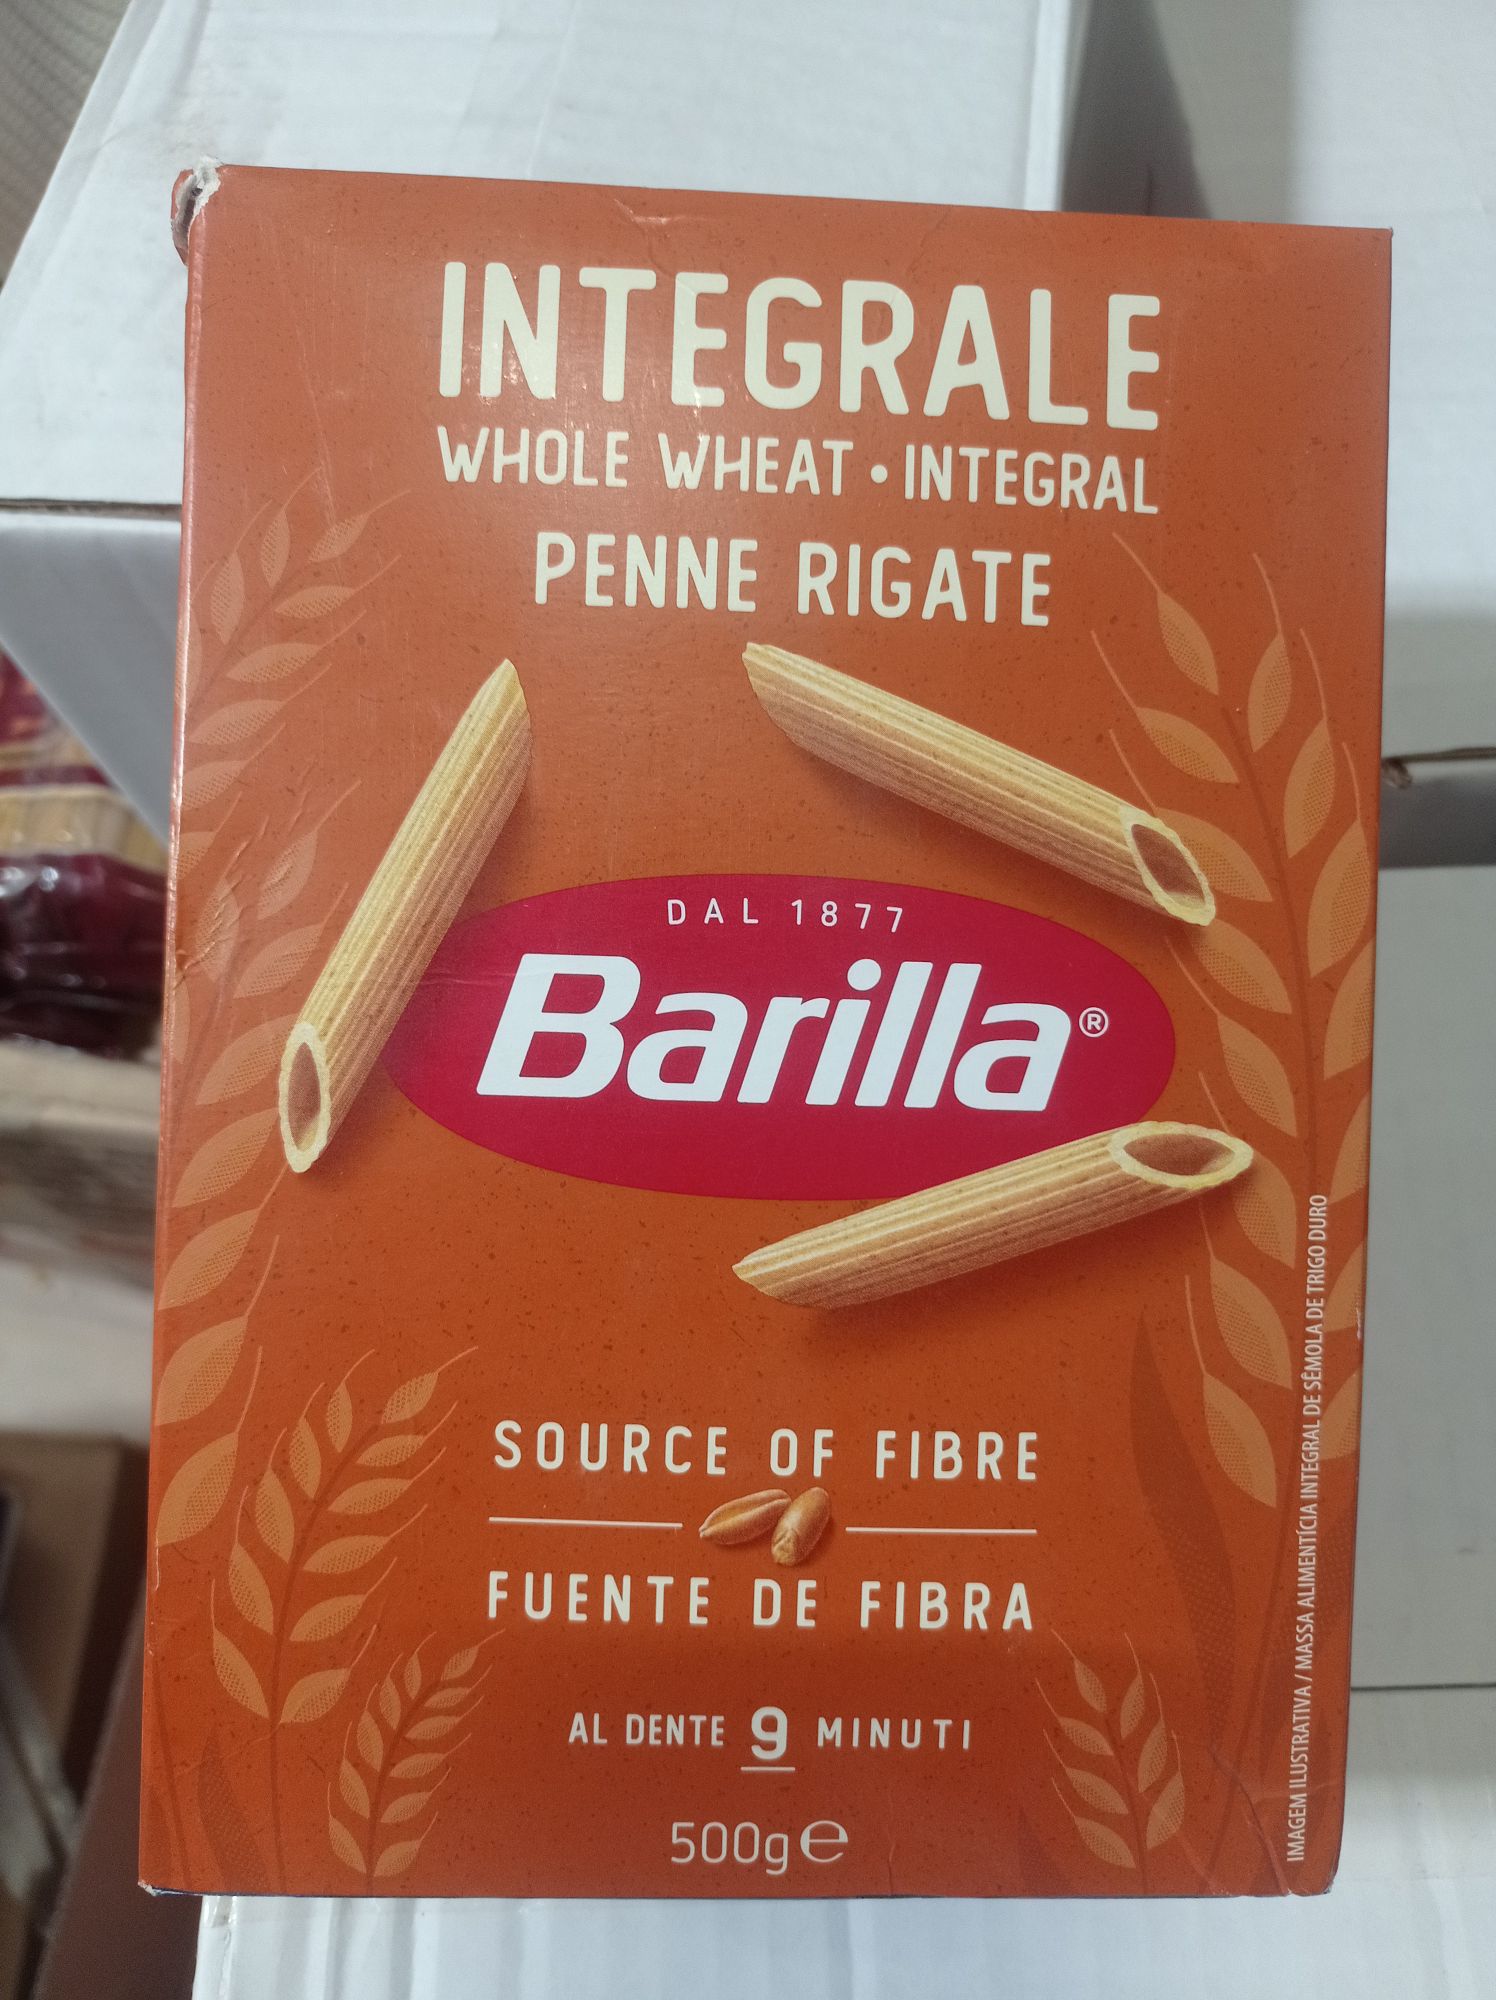 INTEGRALE
WHOLE WHEAT • INTEGRAL
PENNE RIGATE
DAL 1877
Barilla®
SOURCE OF FIBRE
FUENTE DE FIBRA
AL DENTE 9 MINUTI
500g ℮
IMAGEM ILUSTRATIVA / MASSA ALIMENTÍCIA INTEGRAL DE SÊMOLA DE TRIGO DURO